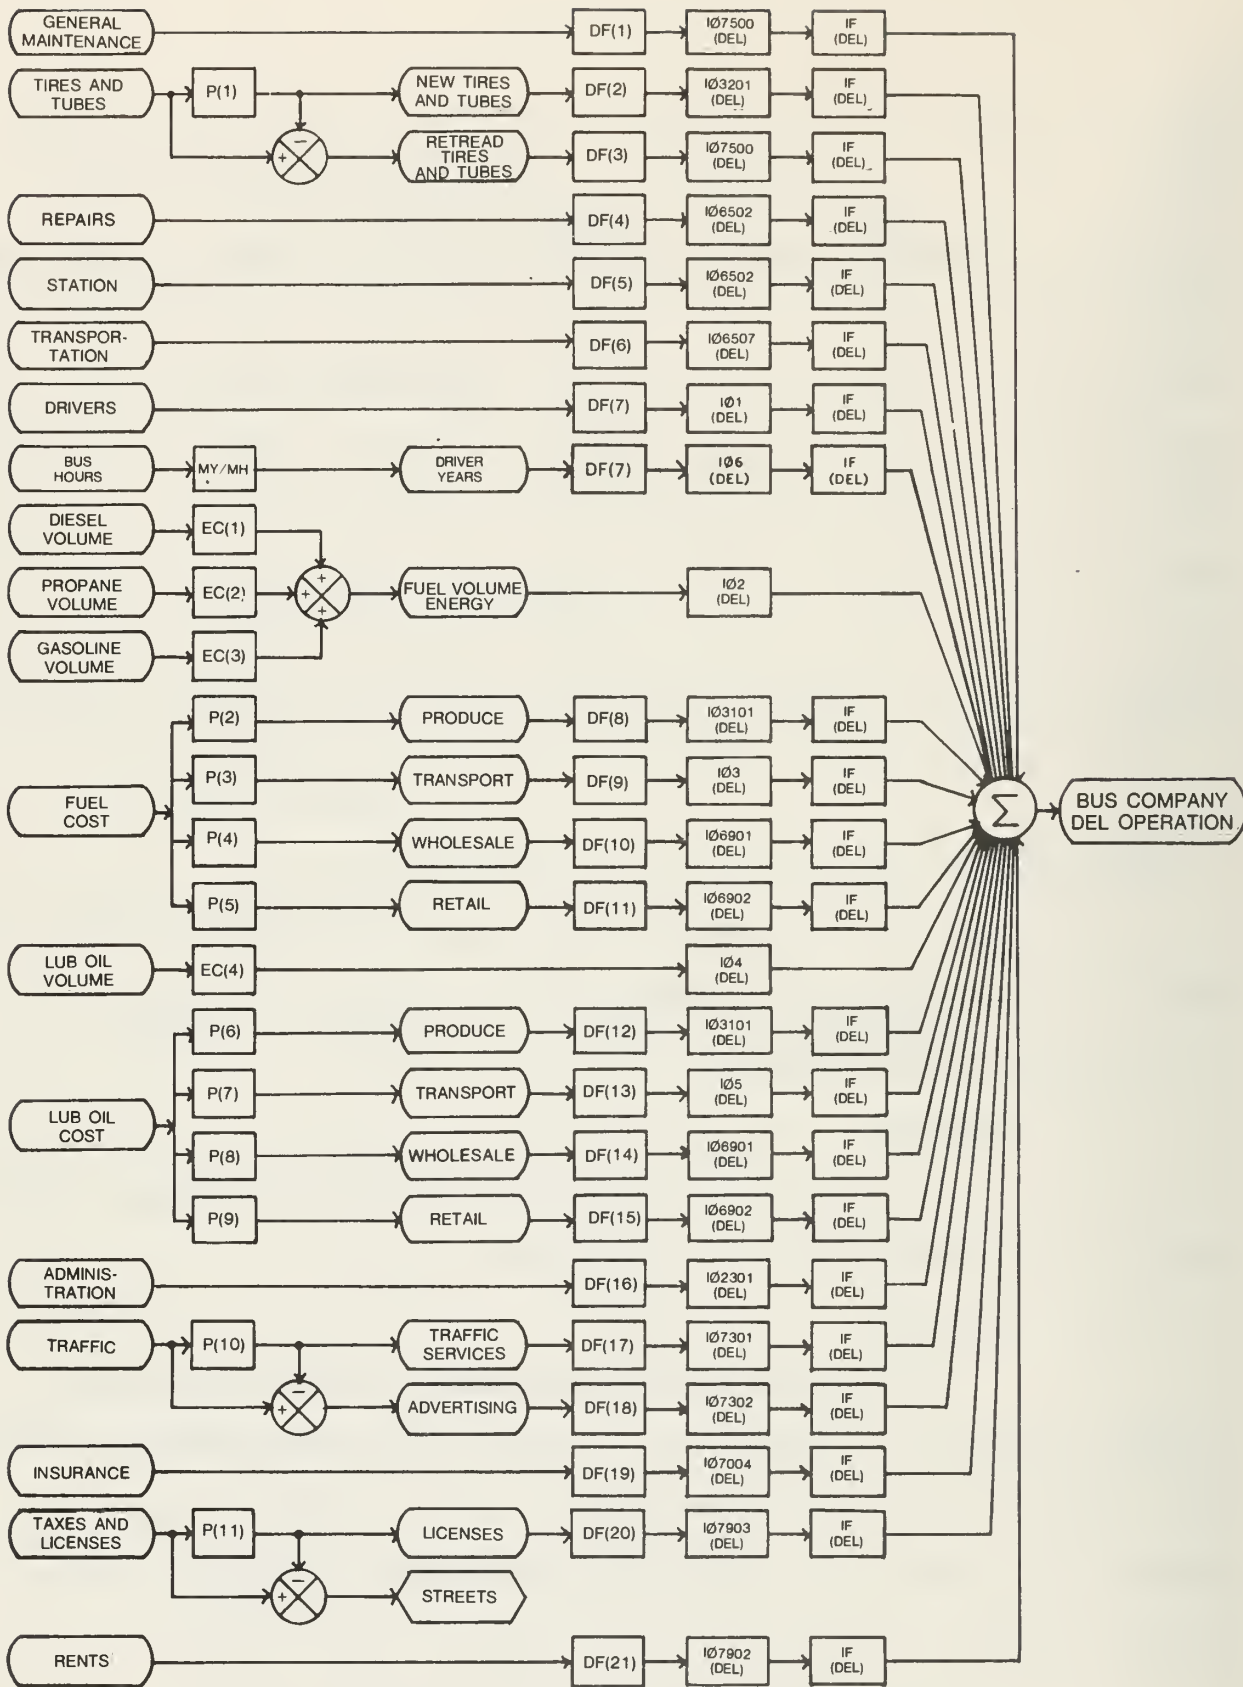 GENERAL
MAINTENANCE
DF(1)
IØ7500
(DEL)
IF
(DEL)
TIRES AND
TUBES
P(1)
NEW TIRES
AND TUBES
DF(2)
IØ3201
(DEL)
IF
(DEL)
−
+
RETREAD
TIRES
AND TUBES
DF(3)
IØ7500
(DEL)
IF
(DEL)
REPAIRS
DF(4)
IØ6502
(DEL)
IF
(DEL)
STATION
DF(5)
IØ6502
(DEL)
IF
(DEL)
TRANSPOR-
TATION
DF(6)
IØ6507
(DEL)
IF
(DEL)
DRIVERS
DF(7)
IØ1
(DEL)
IF
(DEL)
BUS
HOURS
MY/MH
DRIVER
YEARS
DF(7)
IØ6
(DEL)
IF
(DEL)
DIESEL
VOLUME
EC(1)
PROPANE
VOLUME
EC(2)
+
+
+
FUEL VOLUME
ENERGY
IØ2
(DEL)
GASOLINE
VOLUME
EC(3)
FUEL
COST
P(2)
PRODUCE
DF(8)
IØ3101
(DEL)
IF
(DEL)
P(3)
TRANSPORT
DF(9)
IØ3
(DEL)
IF
(DEL)
P(4)
WHOLESALE
DF(10)
IØ6901
(DEL)
IF
(DEL)
P(5)
RETAIL
DF(11)
IØ6902
(DEL)
IF
(DEL)
Σ
BUS COMPANY
DEL OPERATION
LUB OIL
VOLUME
EC(4)
IØ4
(DEL)
LUB OIL
COST
P(6)
PRODUCE
DF(12)
IØ3101
(DEL)
IF
(DEL)
P(7)
TRANSPORT
DF(13)
IØ5
(DEL)
IF
(DEL)
P(8)
WHOLESALE
DF(14)
IØ6901
(DEL)
IF
(DEL)
P(9)
RETAIL
DF(15)
IØ6902
(DEL)
IF
(DEL)
ADMINIS-
TRATION
DF(16)
IØ2301
(DEL)
IF
(DEL)
TRAFFIC
P(10)
TRAFFIC
SERVICES
DF(17)
IØ7301
(DEL)
IF
(DEL)
−
+
ADVERTISING
DF(18)
IØ7302
(DEL)
IF
(DEL)
INSURANCE
DF(19)
IØ7004
(DEL)
IF
(DEL)
TAXES AND
LICENSES
P(11)
LICENSES
DF(20)
IØ7903
(DEL)
IF
(DEL)
−
+
STREETS
RENTS
DF(21)
IØ7902
(DEL)
IF
(DEL)